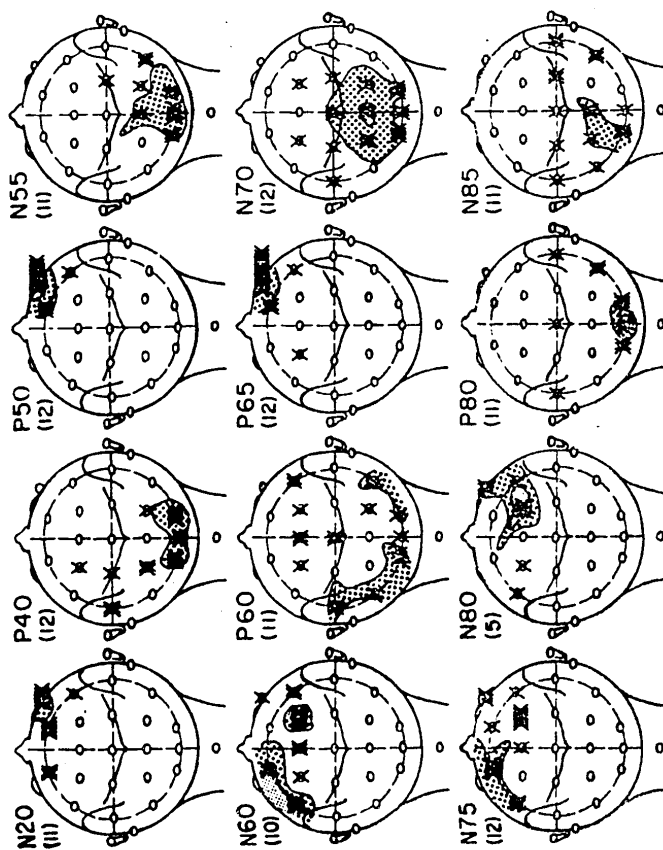 N20
(11)
P40
(12)
P50
(12)
N55
(11)
N60
(10)
P60
(11)
P65
(12)
N70
(12)
N75
(12)
N80
(5)
P80
(11)
N85
(11)